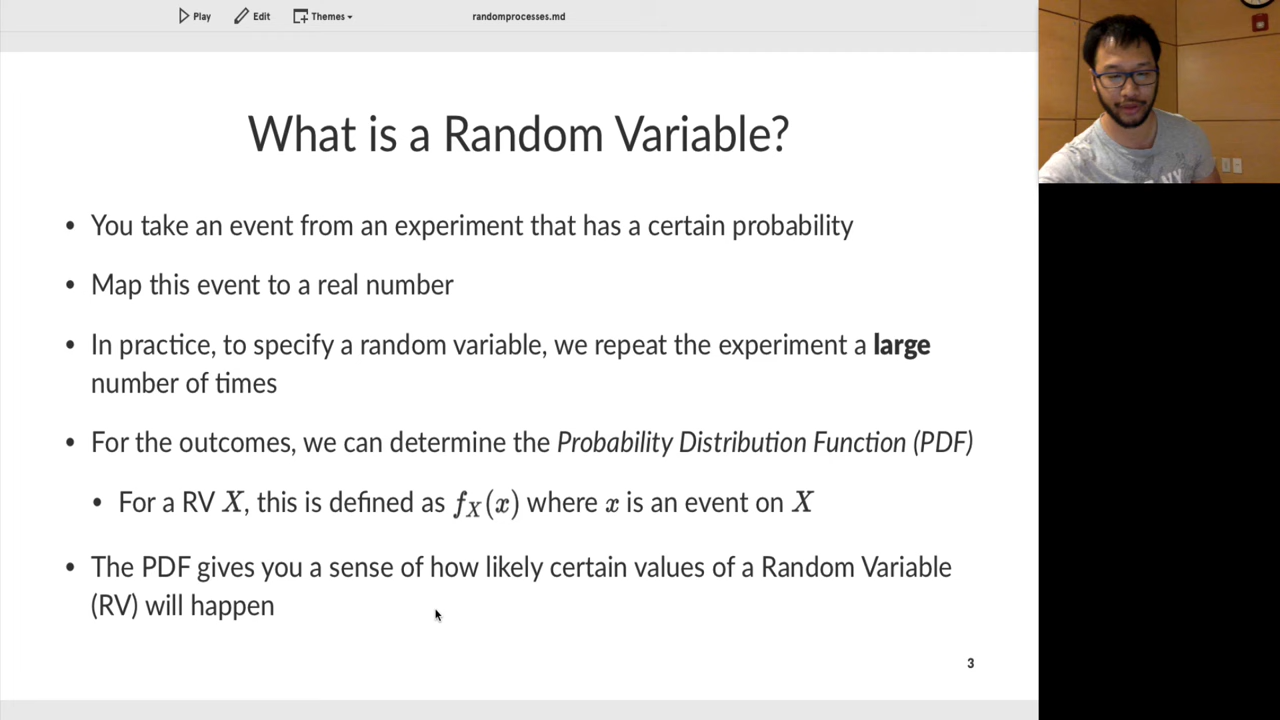 Play Edit Themes randomprocesses.md
What is a Random Variable?
• You take an event from an experiment that has a certain probability
• Map this event to a real number
• In practice, to specify a random variable, we repeat the experiment a large
number of times
• For the outcomes, we can determine the Probability Distribution Function (PDF)
• For a RV X, this is defined as f_X(x) where x is an event on X
• The PDF gives you a sense of how likely certain values of a Random Variable
(RV) will happen
3